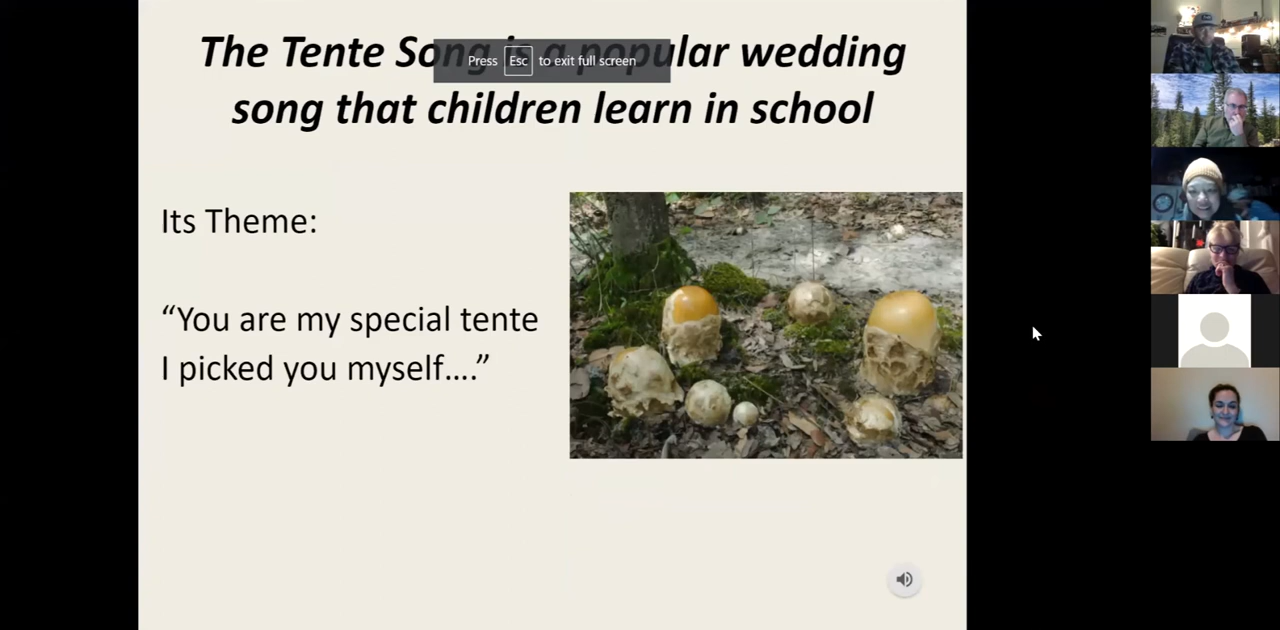 The Tente Song is a popular wedding
song that children learn in school
Press Esc to exit full screen
Its Theme:
“You are my special tente
I picked you myself....”